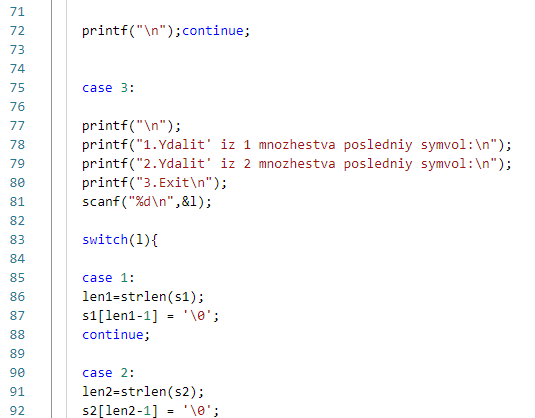 71
72 printf("\n");continue;
73
74
75 case 3:
76
77 printf("\n");
78 printf("1.Ydalit' iz 1 mnozhestva posledniy symvol:\n");
79 printf("2.Ydalit' iz 2 mnozhestva posledniy symvol:\n");
80 printf("3.Exit\n");
81 scanf("%d\n",&l);
82
83 switch(l){
84
85 case 1:
86 len1=strlen(s1);
87 s1[len1-1] = '\0';
88 continue;
89
90 case 2:
91 len2=strlen(s2);
92 s2[len2-1] = '\0';